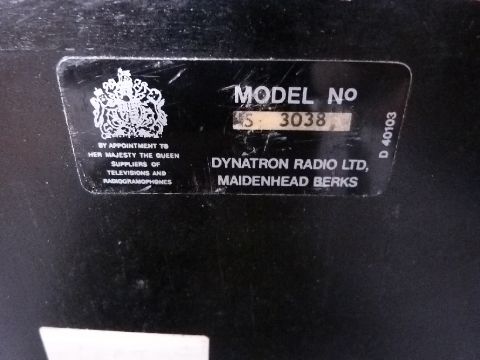 BY APPOINTMENT TO
HER MAJESTY THE QUEEN
SUPPLIERS OF
TELEVISIONS AND
RADIOGRAMOPHONES
MODEL No
S 3038
DYNATRON RADIO LTD,
MAIDENHEAD BERKS
D 40103